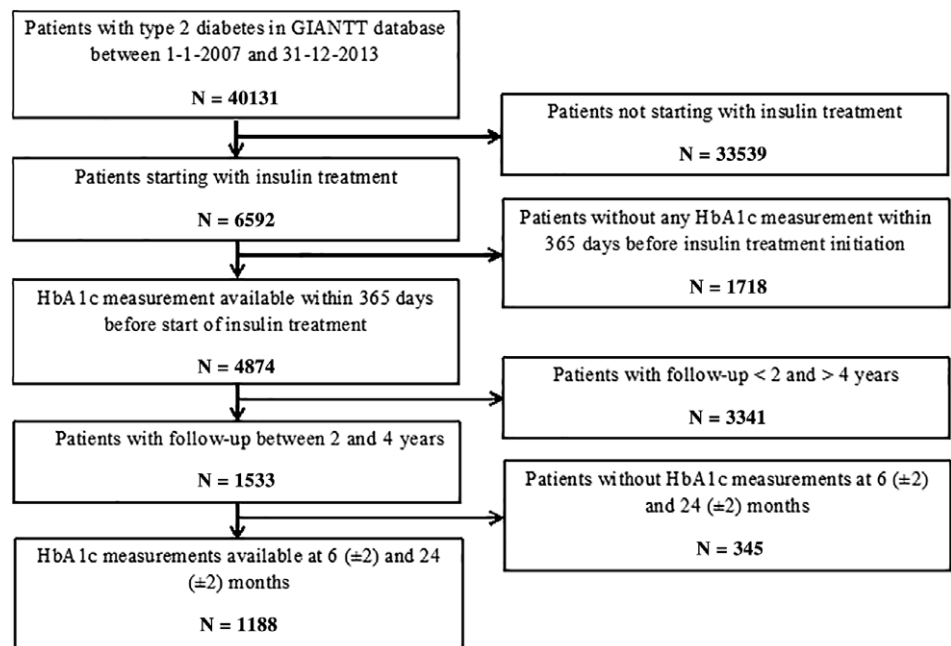 Patients with type 2 diabetes in GIANTT database
between 1-1-2007 and 31-12-2013
N = 40131
Patients not starting with insulin treatment
N = 33539
Patients starting with insulin treatment
N = 6592
Patients without any HbA1c measurement within
365 days before insulin treatment initiation
N = 1718
HbA1c measurement available within 365 days
before start of insulin treatment
N = 4874
Patients with follow-up < 2 and > 4 years
N = 3341
Patients with follow-up between 2 and 4 years
N = 1533
Patients without HbA1c measurements at 6 (±2)
and 24 (±2) months
N = 345
HbA1c measurements available at 6 (±2) and 24
(±2) months
N = 1188